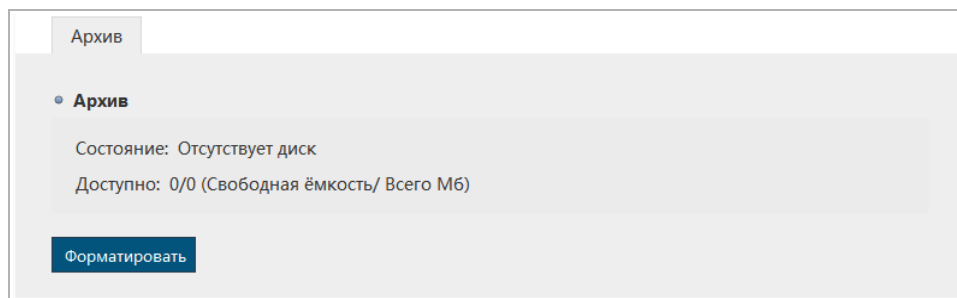 Архив
Архив
Состояние: Отсутствует диск
Доступно: 0/0 (Свободная ёмкость/ Всего Мб)
Форматировать